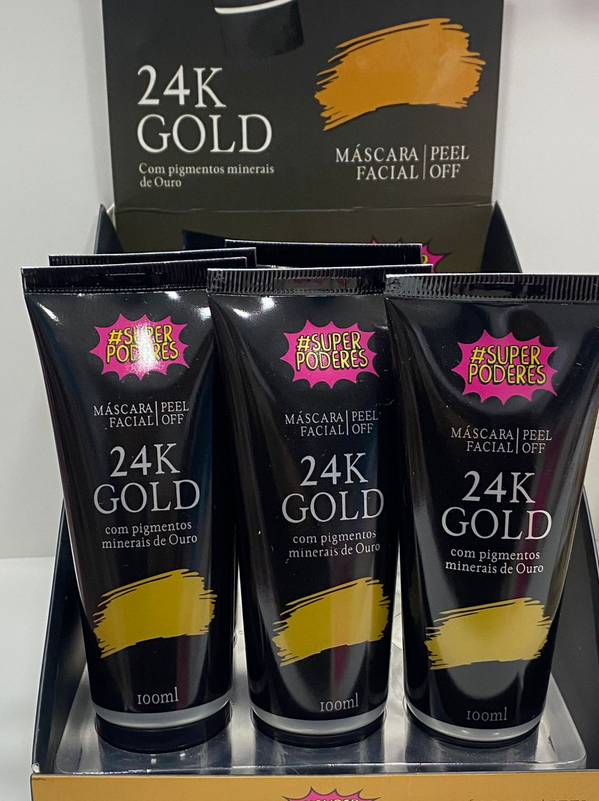 24K
GOLD
Com pigmentos minerais
de Ouro
MÁSCARA | PEEL
FACIAL | OFF
#SUPER
PODERES
MÁSCARA | PEEL
FACIAL | OFF
24K
GOLD
com pigmentos
minerais de Ouro
100ml
#SUPER
PODERES
MÁSCARA | PEEL
FACIAL | OFF
24K
GOLD
com pigmentos
minerais de Ouro
100ml
#SUPER
PODERES
MÁSCARA | PEEL
FACIAL | OFF
24K
GOLD
com pigmentos
minerais de Ouro
100ml